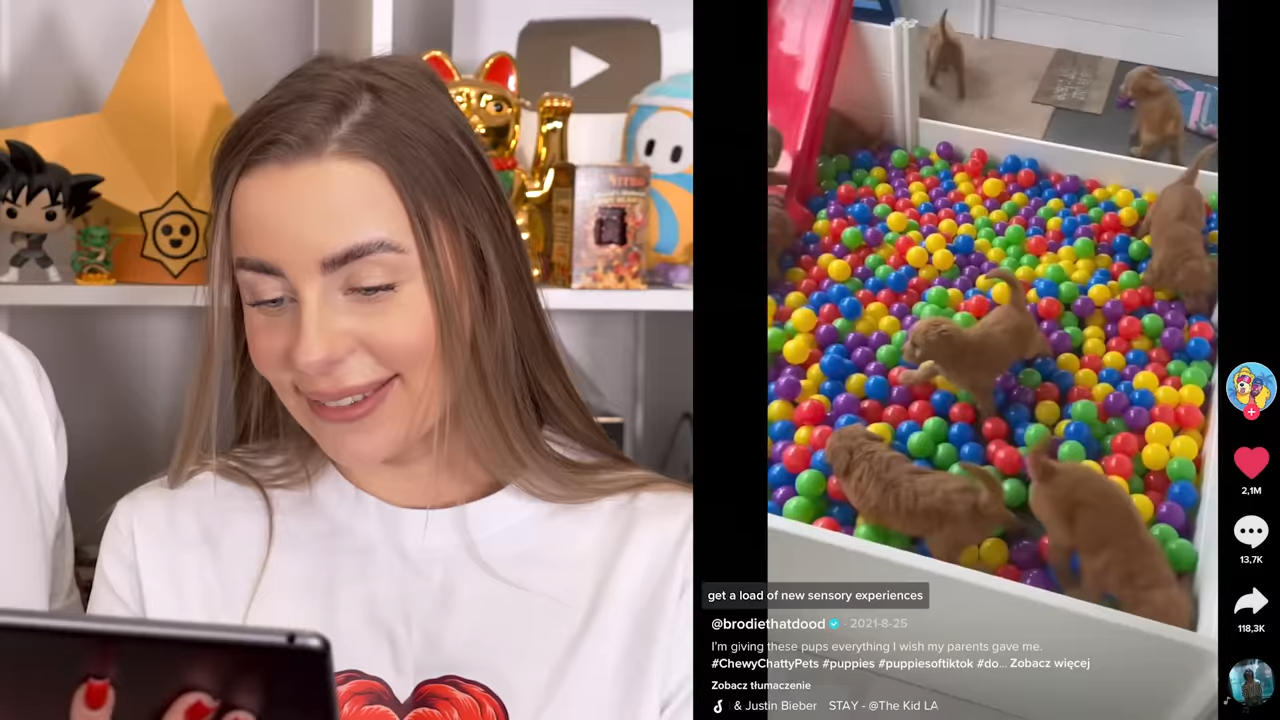 get a load of new sensory experiences
@brodiethatdood · 2021-8-25
I'm giving these pups everything I wish my parents gave me.
#ChewyChattyPets #puppies #puppiesoftiktok #do... Zobacz więcej
Zobacz tłumaczenie
& Justin Bieber STAY - @The Kid LA
2,1M
13,7K
118,3K